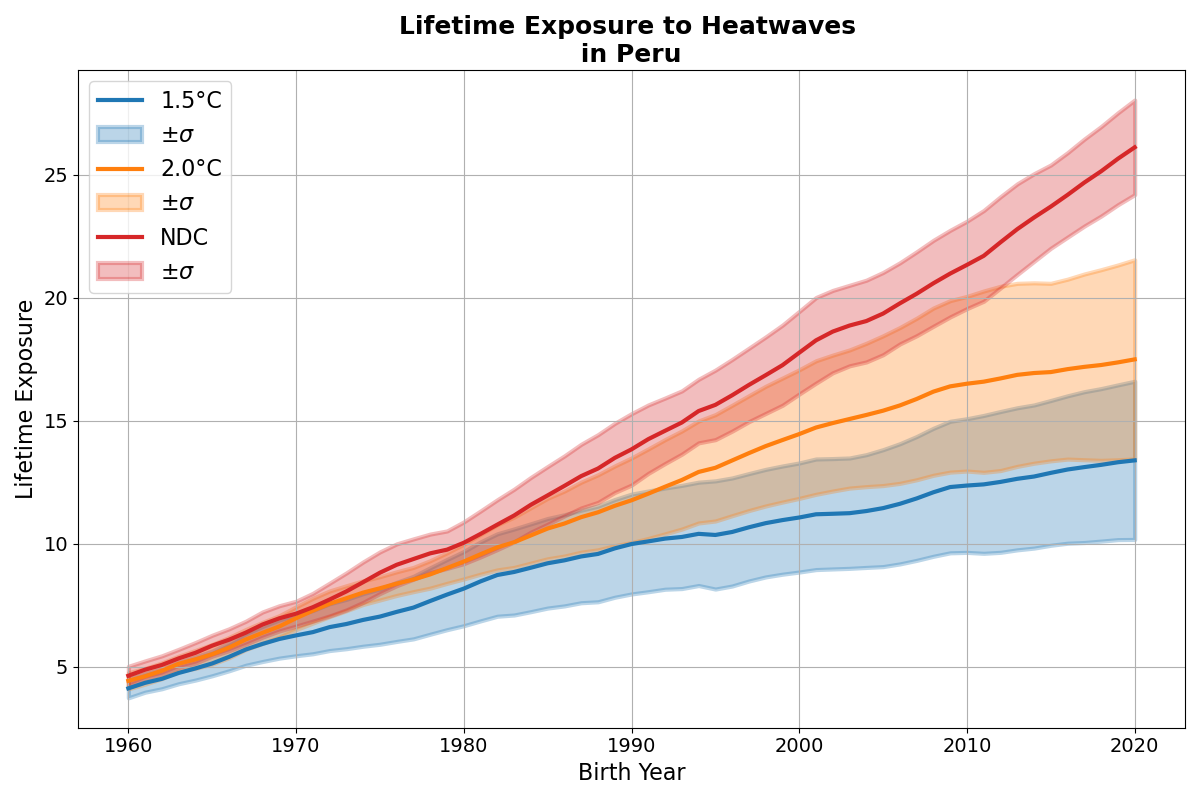 Lifetime Exposure to Heatwaves
in Peru
1.5°C
±σ
2.0°C
±σ
NDC
±σ
Lifetime Exposure
25
20
15
10
5
1960 1970 1980 1990 2000 2010 2020
Birth Year